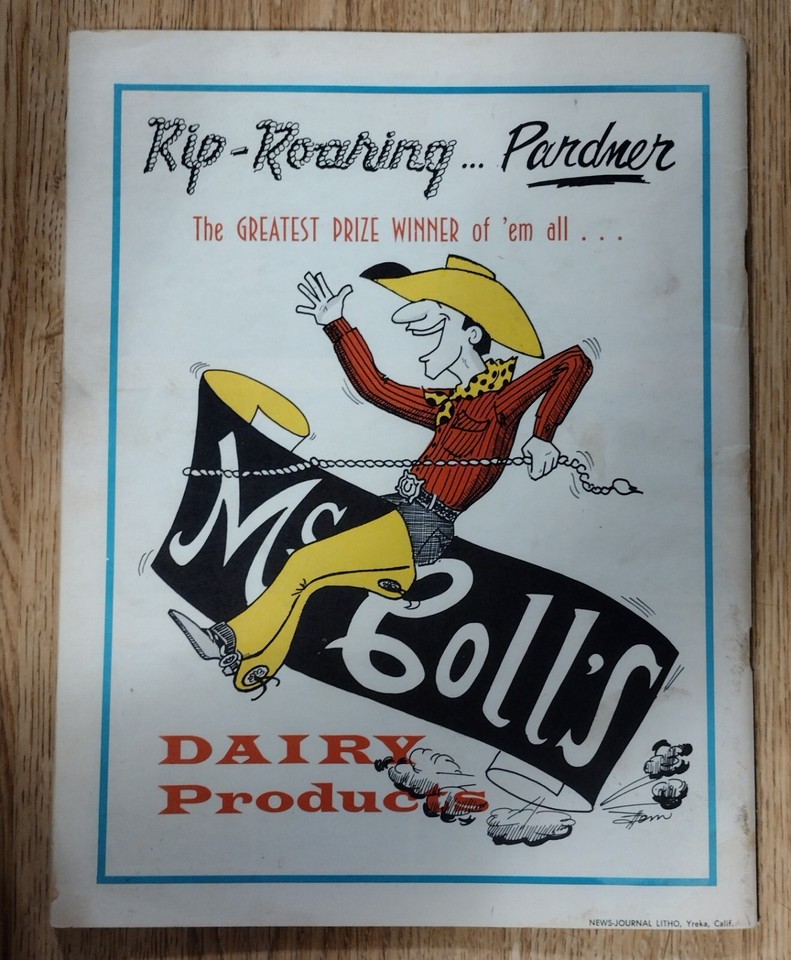 Rip-Roaring... Pardner
The GREATEST PRIZE WINNER of 'em all . . .
McColl's
DAIRY
Products
NEWS-JOURNAL LITHO, Yreka, Calif.